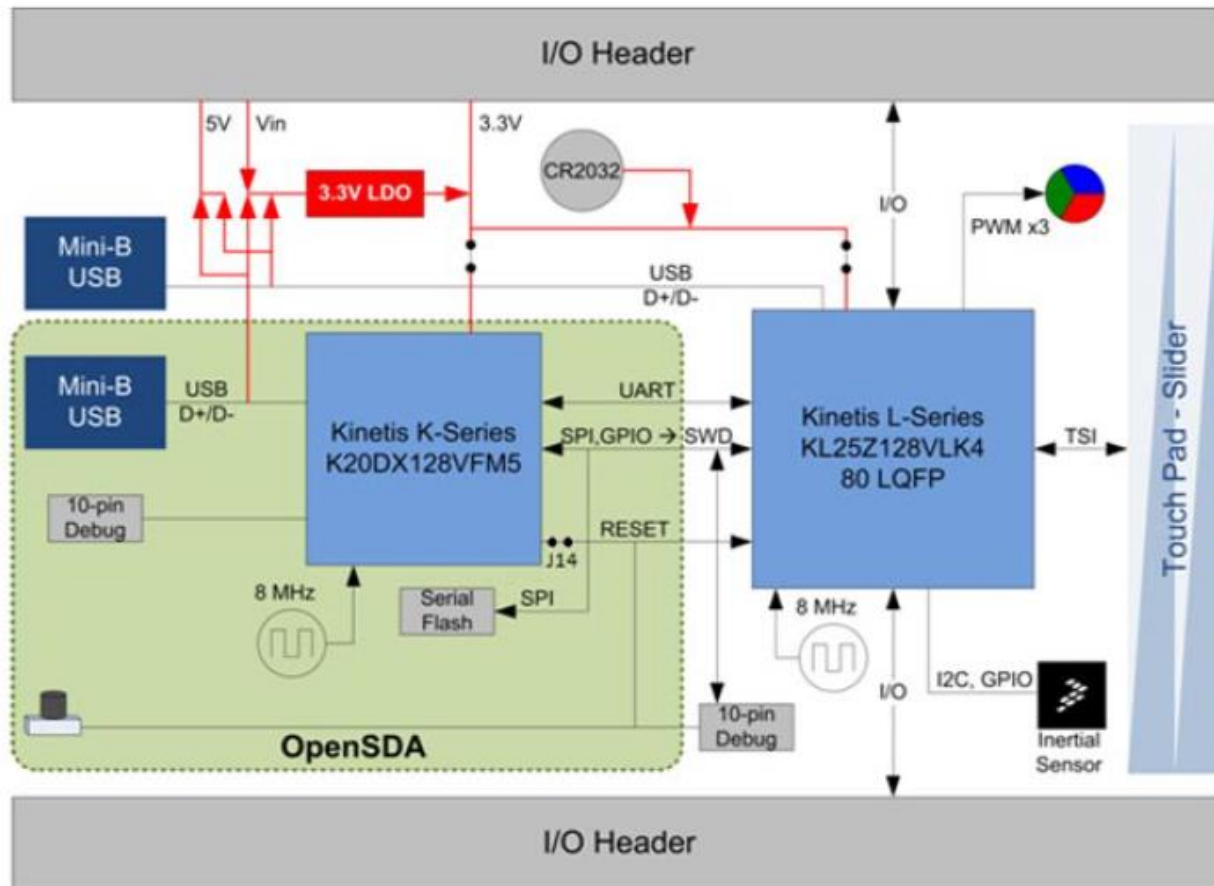 I/O Header
5V
Vin
3.3V
3.3V LDO
CR2032
I/O
PWM x3
Mini-B
USB
USB
D+/D-
Mini-B
USB
USB
D+/D-
Kinetis K-Series
K20DX128VFM5
UART
SPI,GPIO → SWD
Kinetis L-Series
KL25Z128VLK4
80 LQFP
TSI
Touch Pad - Slider
10-pin
Debug
RESET
J14
8 MHz
Serial
Flash
SPI
8 MHz
I/O
I2C, GPIO
10-pin
Debug
Inertial
Sensor
OpenSDA
I/O Header